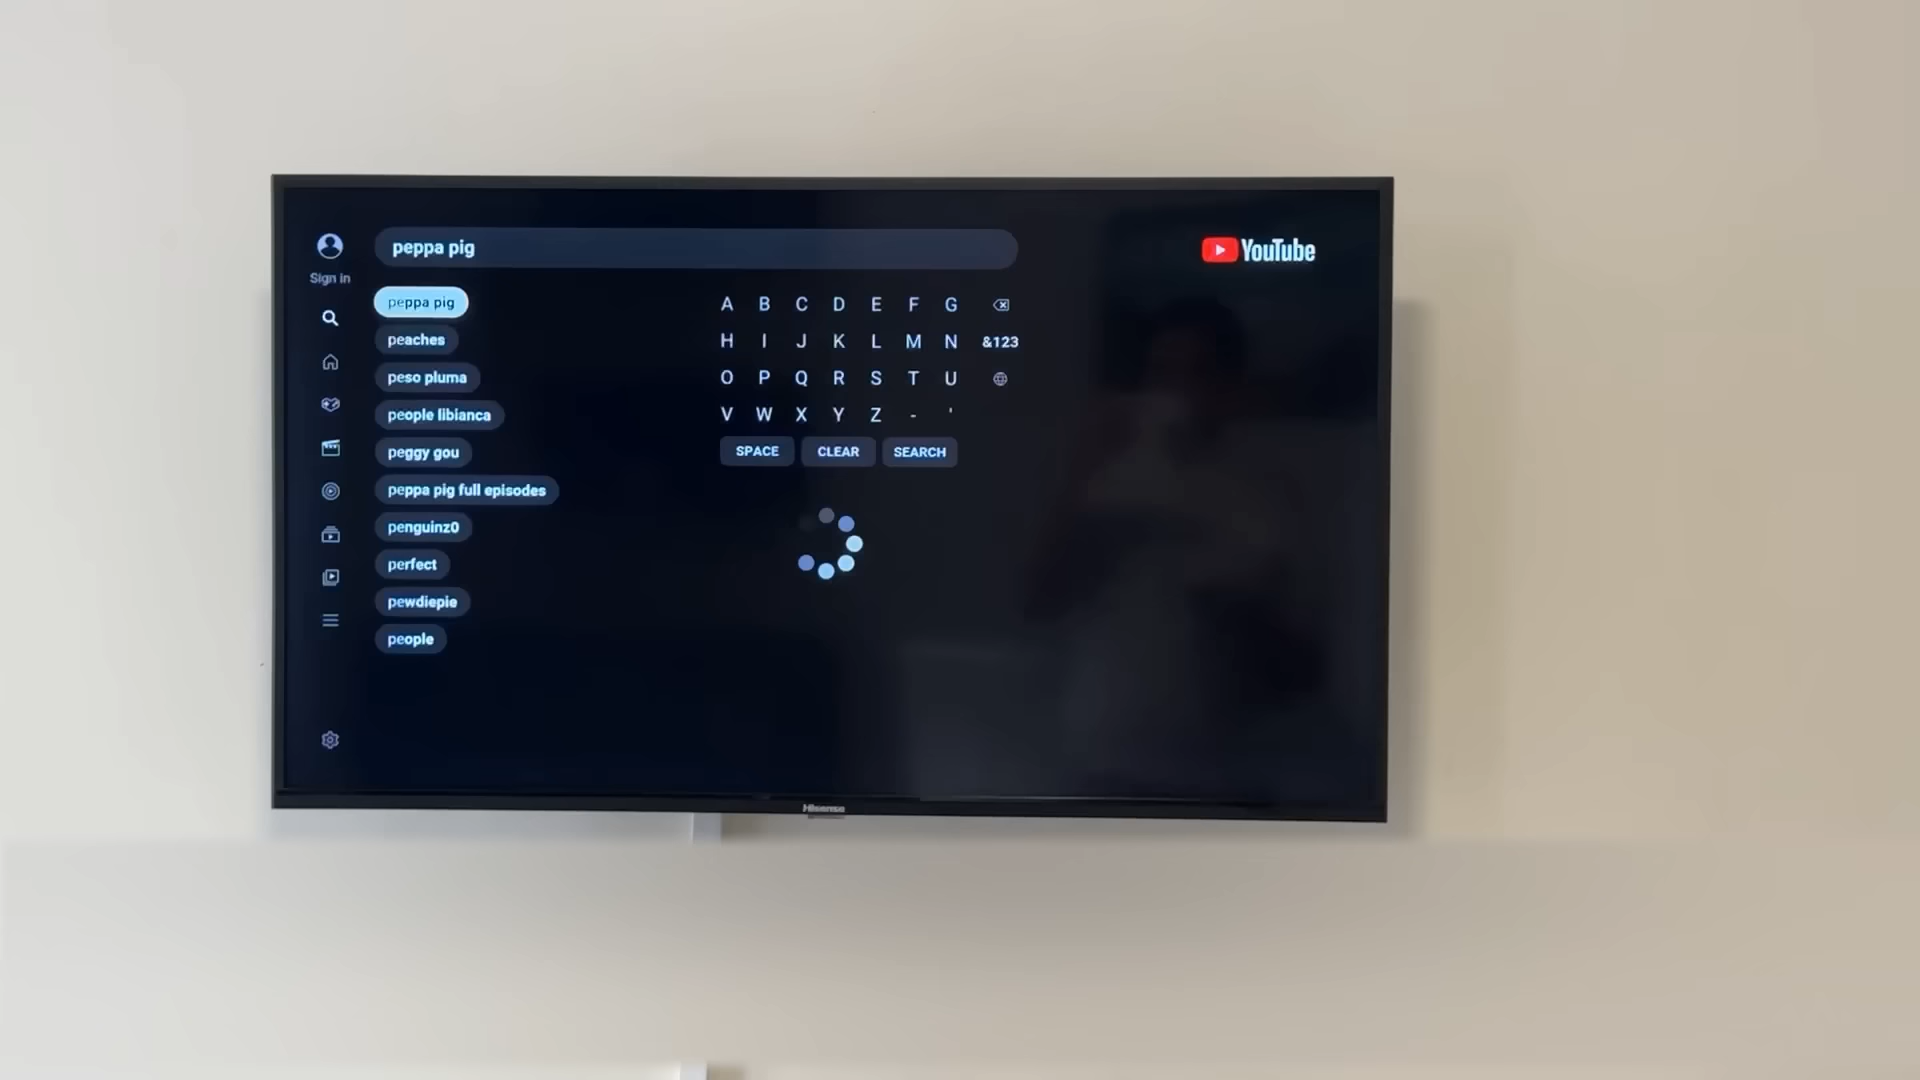 peppa pig
YouTube
Sign in
peppa pig
peaches
peso pluma
people libianca
peggy gou
peppa pig full episodes
penguinz0
perfect
pewdiepie
people
A B C D E F G
H I J K L M N &123
O P Q R S T U
V W X Y Z - '
SPACE CLEAR SEARCH
Hisense